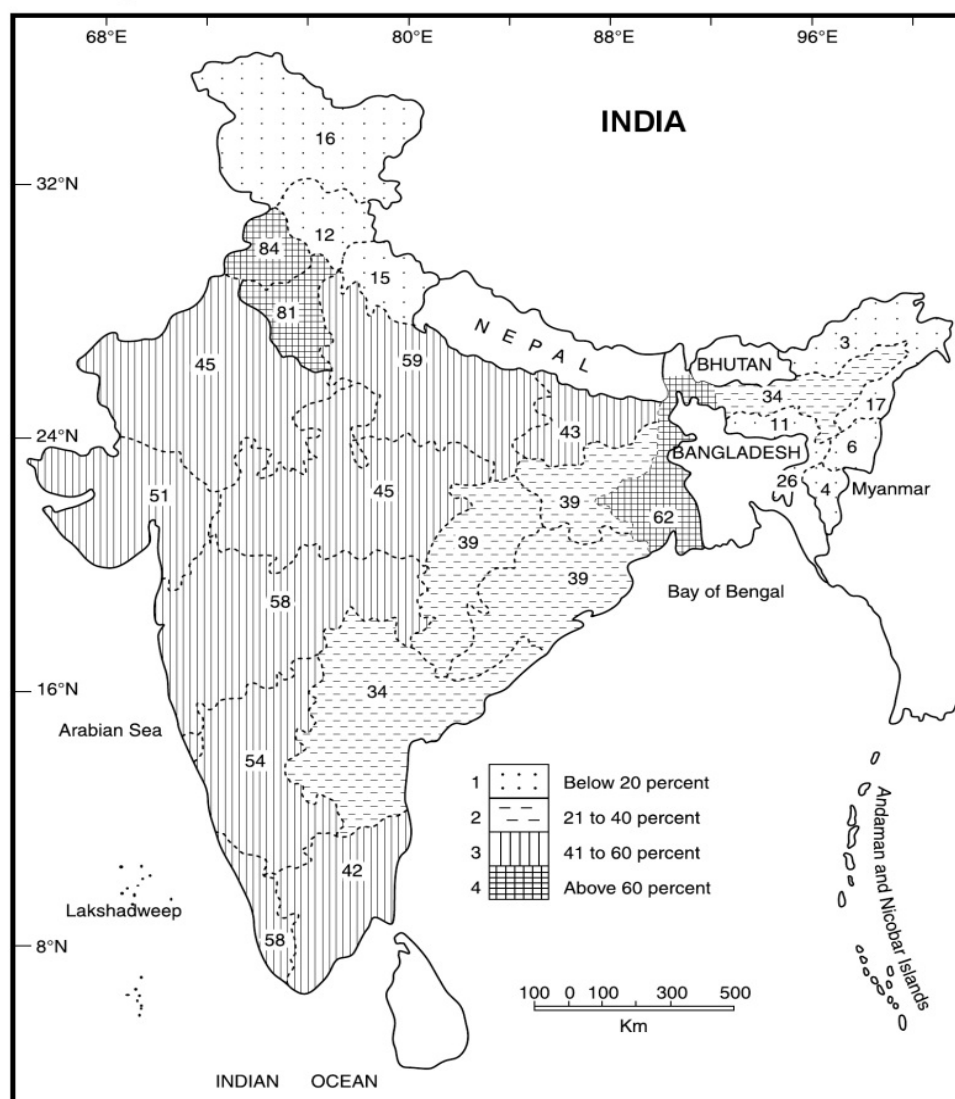 68°E 80°E 88°E 96°E
INDIA
16
32°N
12
84
15
81
NEPAL
3
BHUTAN
45
59
34
17
11
24°N
43
6
BANGLADESH
51
45
26
4
Myanmar
39
62
39
39
58
Bay of Bengal
34
16°N
Arabian Sea
54
1 Below 20 percent
2 21 to 40 percent
3 41 to 60 percent
4 Above 60 percent
42
Andaman and Nicobar Islands
Lakshadweep
58
8°N
100 0 100 300 500
Km
INDIAN OCEAN